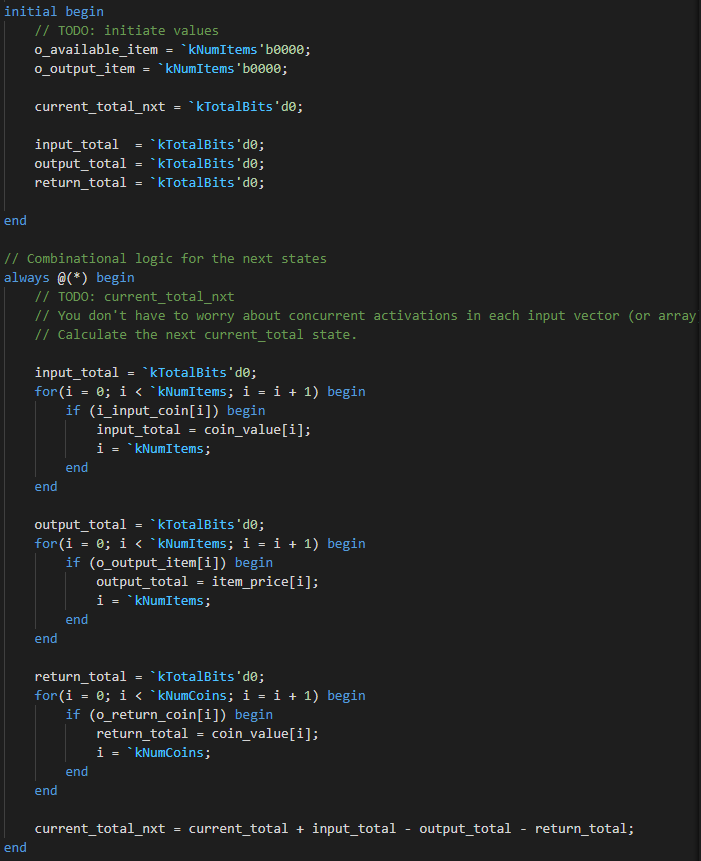 initial begin
    // TODO: initiate values
    o_available_item = `kNumItems'b0000;
    o_output_item = `kNumItems'b0000;

    current_total_nxt = `kTotalBits'd0;

    input_total  = `kTotalBits'd0;
    output_total = `kTotalBits'd0;
    return_total = `kTotalBits'd0;

end

// Combinational logic for the next states
always @(*) begin
    // TODO: current_total_nxt
    // You don't have to worry about concurrent activations in each input vector (or array
    // Calculate the next current_total state.

    input_total = `kTotalBits'd0;
    for(i = 0; i < `kNumItems; i = i + 1) begin
        if (i_input_coin[i]) begin
            input_total = coin_value[i];
            i = `kNumItems;
        end
    end

    output_total = `kTotalBits'd0;
    for(i = 0; i < `kNumItems; i = i + 1) begin
        if (o_output_item[i]) begin
            output_total = item_price[i];
            i = `kNumItems;
        end
    end

    return_total = `kTotalBits'd0;
    for(i = 0; i < `kNumCoins; i = i + 1) begin
        if (o_return_coin[i]) begin
            return_total = coin_value[i];
            i = `kNumCoins;
        end
    end

    current_total_nxt = current_total + input_total - output_total - return_total;
end